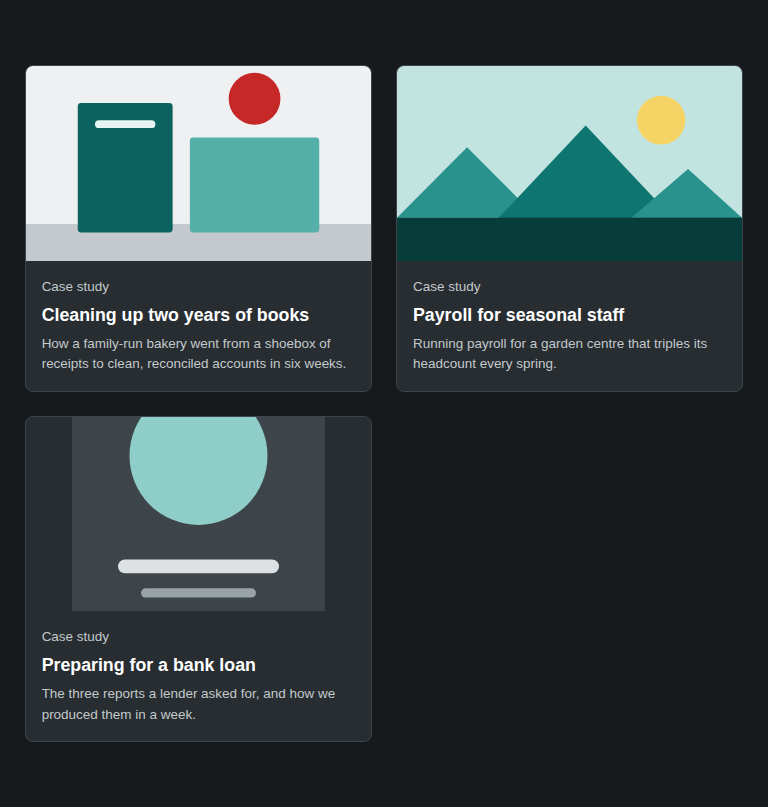 Case study
Cleaning up two years of books
How a family-run bakery went from a shoebox of
receipts to clean, reconciled accounts in six weeks.
Case study
Payroll for seasonal staff
Running payroll for a garden centre that triples its
headcount every spring.
Case study
Preparing for a bank loan
The three reports a lender asked for, and how we
produced them in a week.